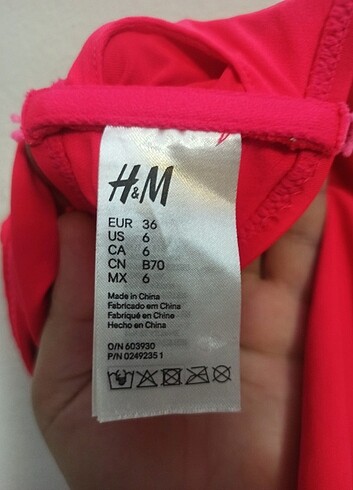 H&M
EUR 36
US 6
CA 6
CN B70
MX 6
Made in China
Fabricado em China
Fabriqué en Chine
Hecho en China
O/N 603930
P/N 02492351